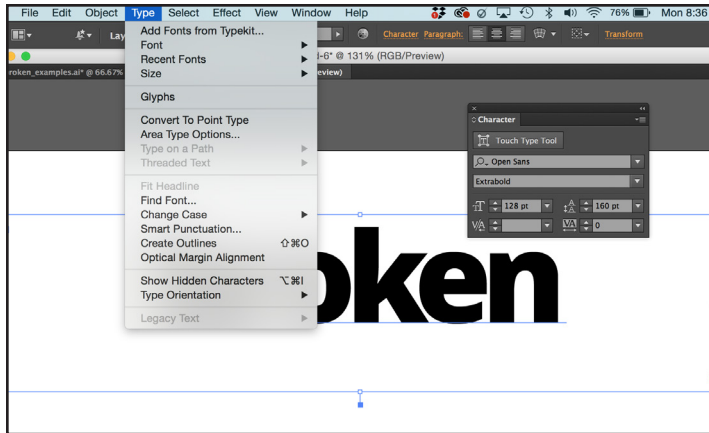 File Edit Object Type Select Effect View Window Help 76% Mon 8:36
Lay Character Paragraph: Transform
-6* @ 131% (RGB/Preview)
roken_examples.ai* @ 66.67% eview)
Add Fonts from Typekit...
Font
Recent Fonts
Size
Glyphs
Convert To Point Type
Area Type Options...
Type on a Path
Threaded Text
Fit Headline
Find Font...
Change Case
Smart Punctuation...
Create Outlines ⇧⌘O
Optical Margin Alignment
Show Hidden Characters ⌥⌘I
Type Orientation
Legacy Text
Character
Touch Type Tool
Open Sans
Extrabold
128 pt 160 pt
0
oken